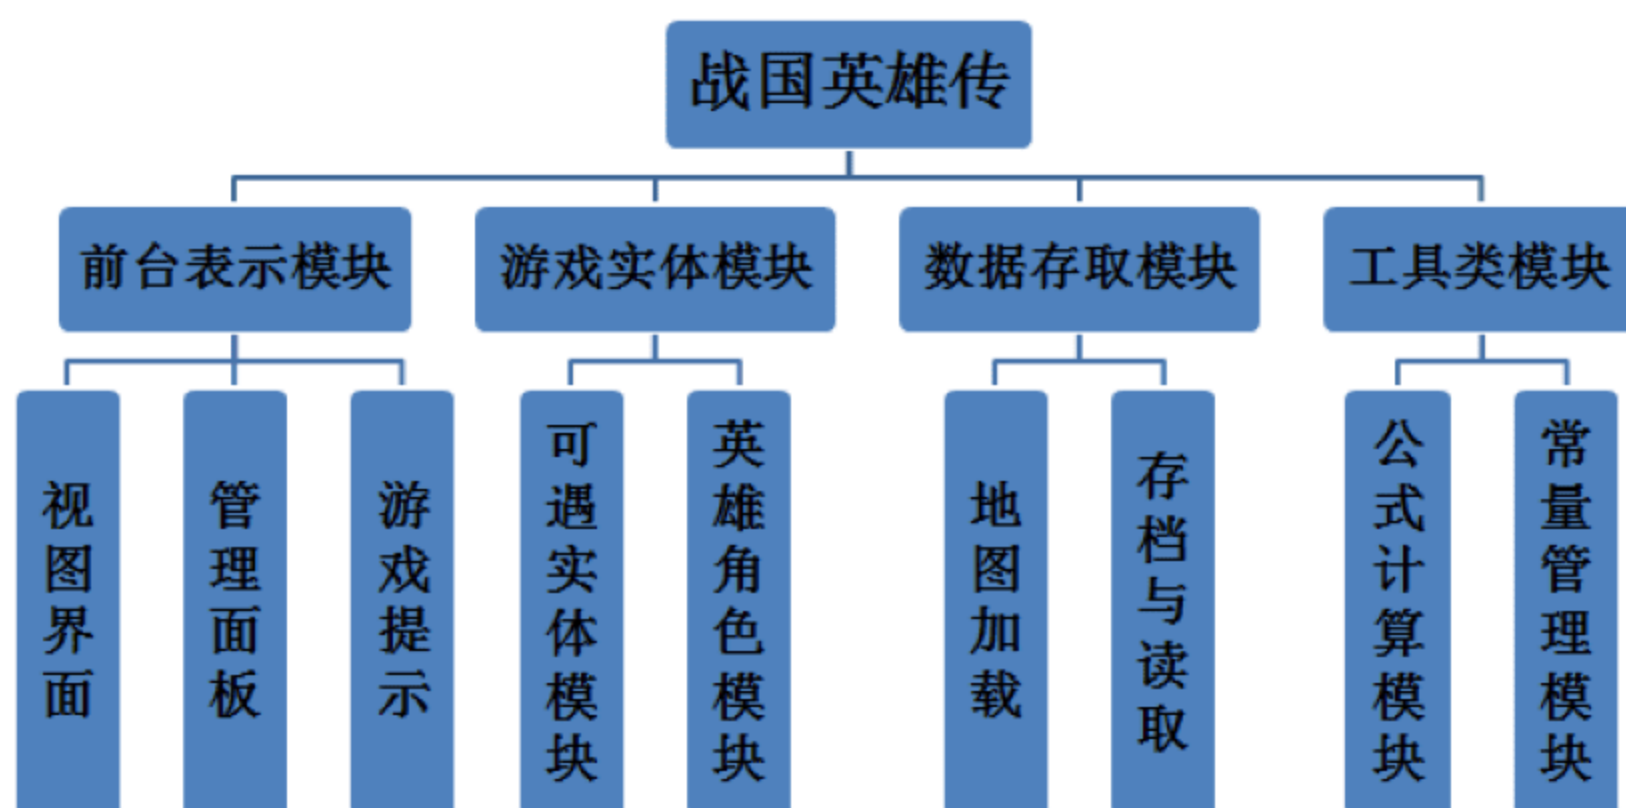 战国英雄传
前台表示模块
游戏实体模块
数据存取模块
工具类模块
视图界面
管理面板
游戏提示
可遇实体模块
英雄角色模块
地图加载
存档与读取
公式计算模块
常量管理模块